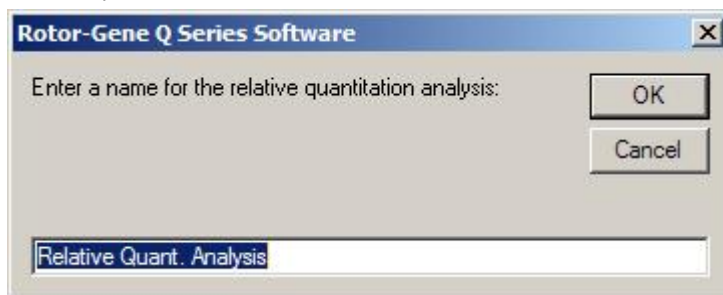 Rotor-Gene Q Series Software
Enter a name for the relative quantitation analysis:
OK
Cancel
Relative Quant. Analysis